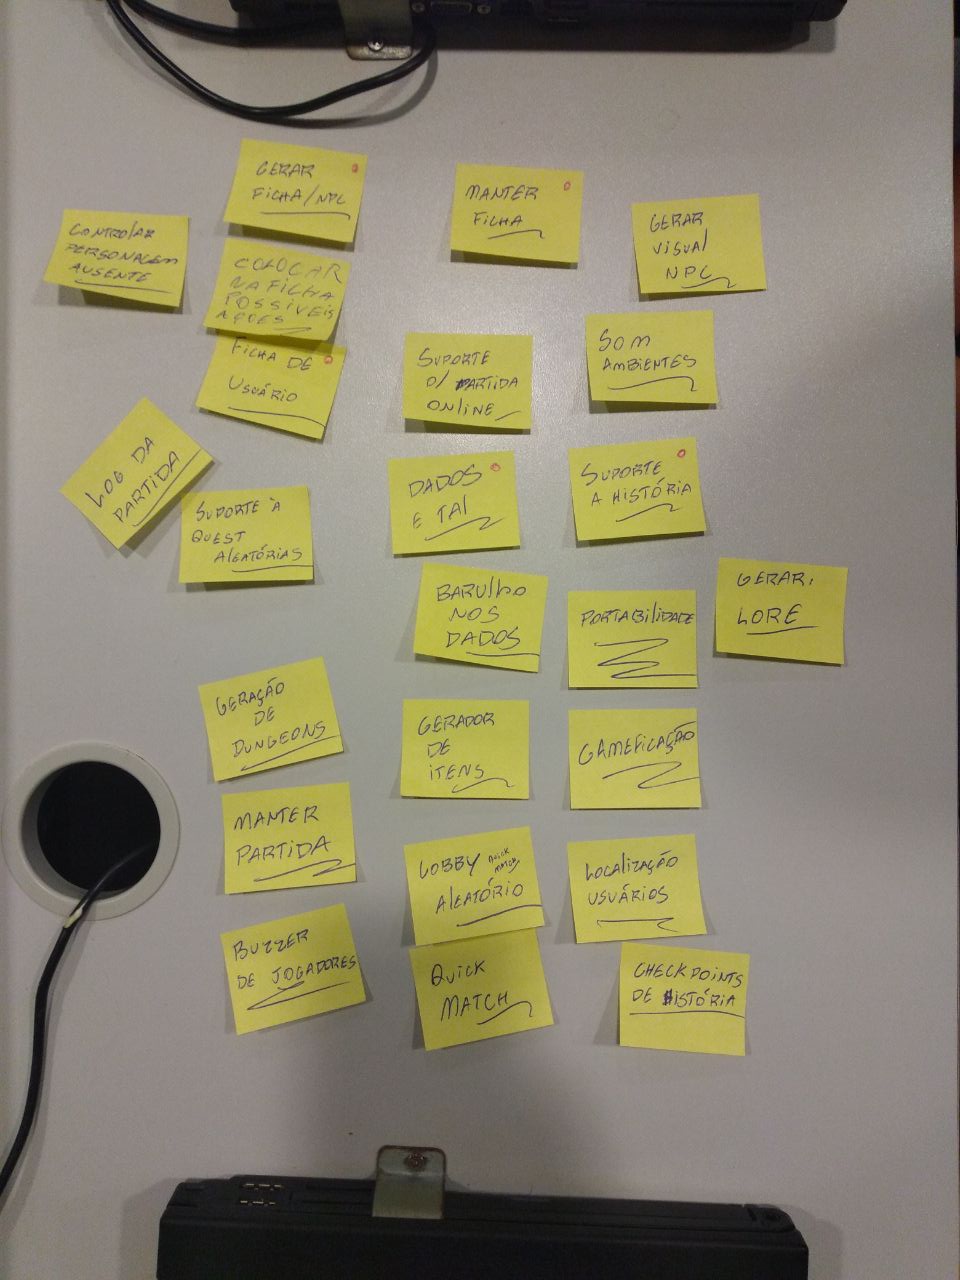 GERAR
FICHA/NPC
MANTER
FICHA
GERAR
VISUAL
NPC
CONTROLAR
PERSONAGEM
AUSENTE
COLOCAR
NA FICHA
POSSÍVEIS
AÇÕES
FICHA DE
USUÁRIO
SUPORTE
P/ PARTIDA
ONLINE
SOM
AMBIENTES
LOG DA
PARTIDA
SUPORTE À
QUEST
ALEATÓRIAS
DADOS
E TAL
SUPORTE
A HISTÓRIA
BARULHO
NOS
DADOS
PORTABILIDADE
GERAR:
LORE
GERAÇÃO
DE
DUNGEONS
GERADOR
DE
ITENS
GAMEFICAÇÃO
MANTER
PARTIDA
LOBBY QUICK MATCH
ALEATÓRIO
LOCALIZAÇÃO
USUÁRIOS
BUZZER
DE JOGADORES
QUICK
MATCH
CHECKPOINTS
DE HISTÓRIA